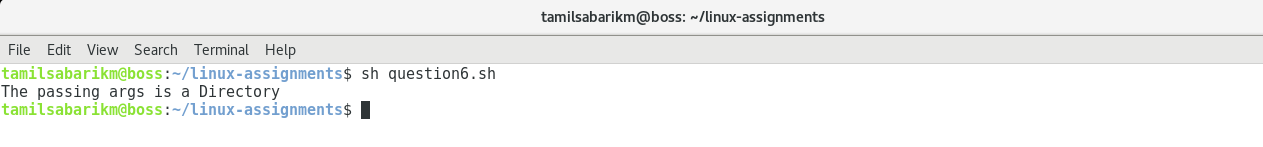 tamilsabarikm@boss: ~/linux-assignments
File Edit View Search Terminal Help
tamilsabarikm@boss:~/linux-assignments$ sh question6.sh
The passing args is a Directory
tamilsabarikm@boss:~/linux-assignments$